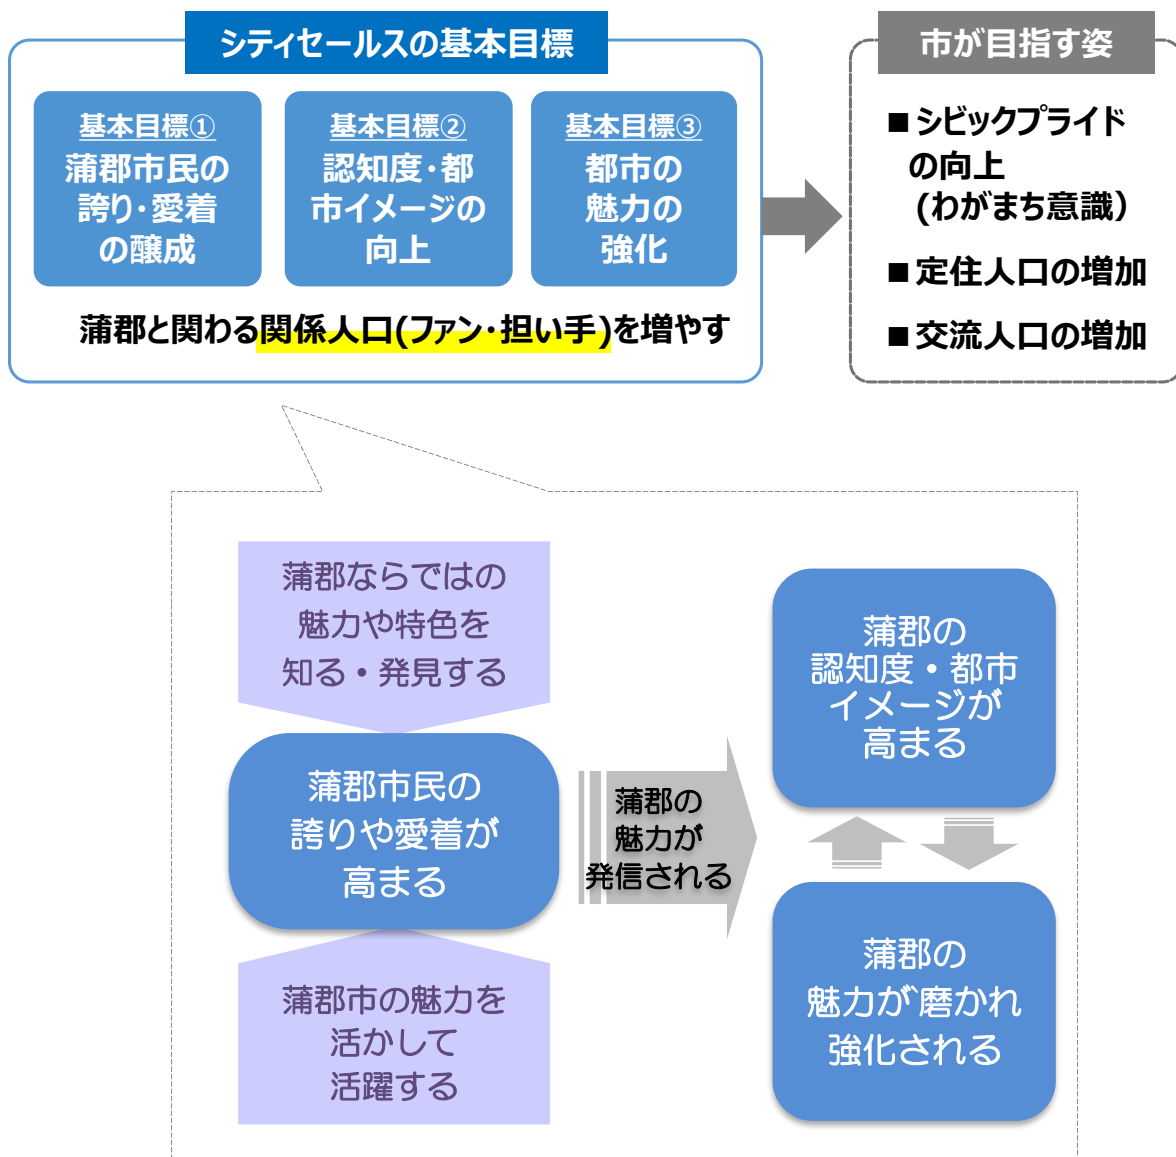 シティセールスの基本目標
基本目標①
蒲郡市民の
誇り・愛着
の醸成
基本目標②
認知度・都
市イメージの
向上
基本目標③
都市の
魅力の
強化
蒲郡と関わる関係人口(ファン・担い手)を増やす
市が目指す姿
■シビックプライド
の向上
(わがまち意識）
■定住人口の増加
■交流人口の増加
蒲郡ならではの
魅力や特色を
知る・発見する
蒲郡市民の
誇りや愛着が
高まる
蒲郡市の魅力を
活かして
活躍する
蒲郡の
魅力が
発信される
蒲郡の
認知度・都市
イメージが
高まる
蒲郡の
魅力が磨かれ
強化される